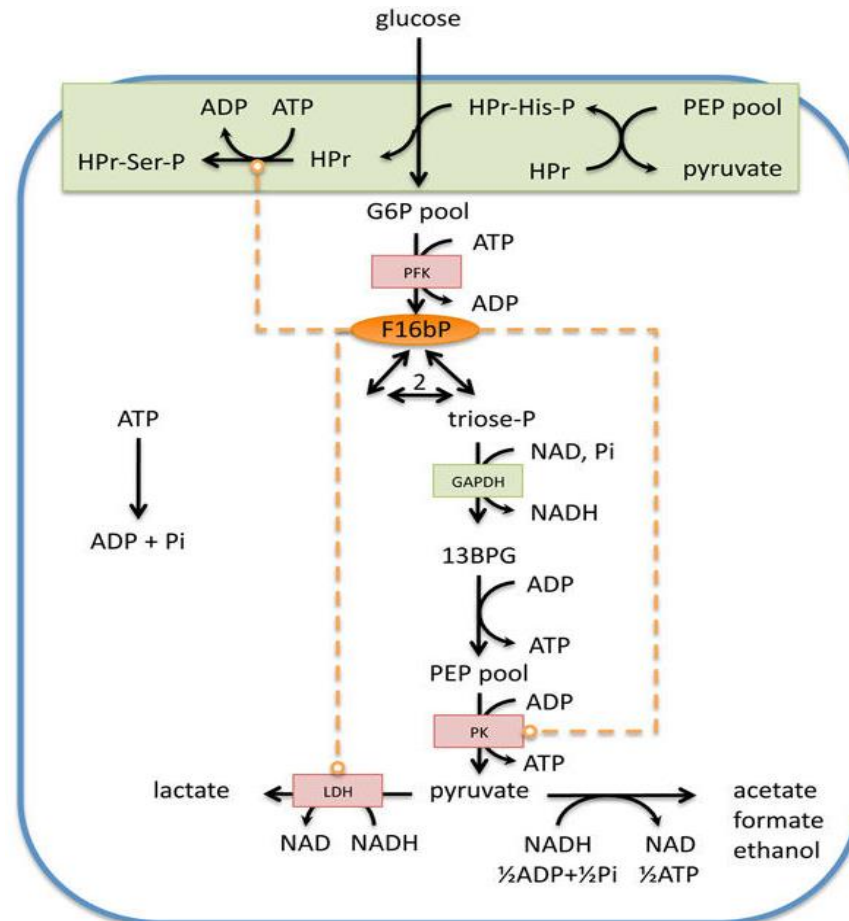 glucose
ADP ATP HPr-His-P PEP pool
HPr-Ser-P HPr HPr pyruvate
G6P pool
ATP
PFK
ADP
F16bP
2
triose-P
ATP
NAD, Pi
GAPDH
NADH
ADP + Pi
13BPG
ADP
ATP
PEP pool
ADP
PK
ATP
lactate LDH pyruvate acetate
formate
ethanol
NAD NADH NADH NAD
½ADP+½Pi ½ATP